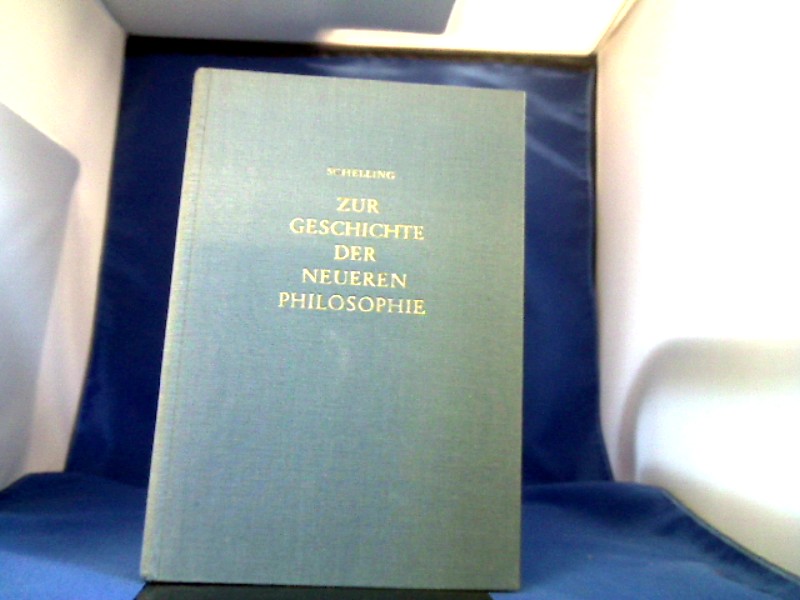 SCHELLING
ZUR
GESCHICHTE
DER
NEUEREN
PHILOSOPHIE